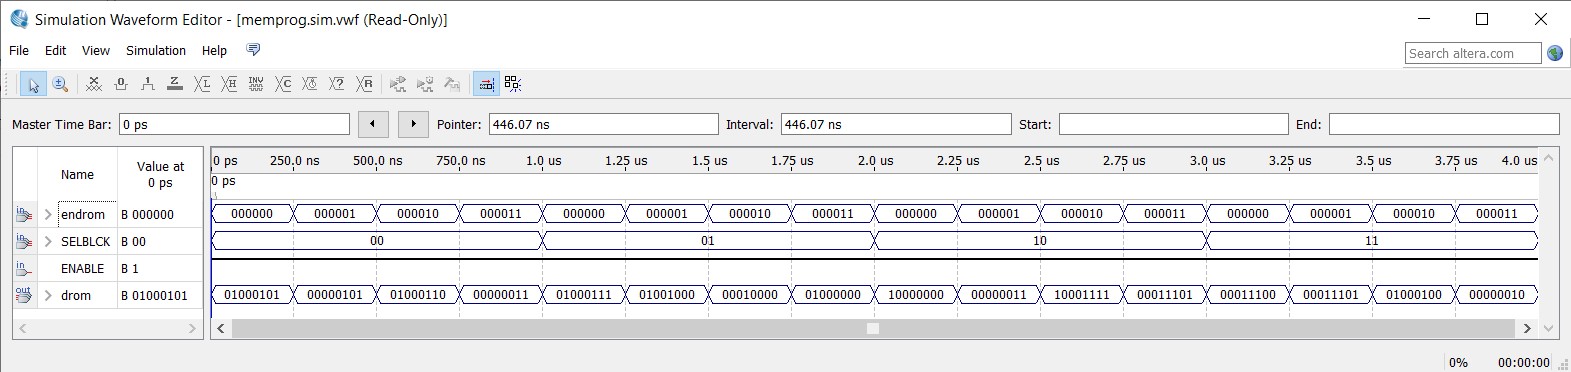 Simulation Waveform Editor - [memprog.sim.vwf (Read-Only)]
File Edit View Simulation Help
Search altera.com
Master Time Bar: 0 ps Pointer: 446.07 ns Interval: 446.07 ns Start: End:
Name Value at 0 ps
0 ps 250.0 ns 500.0 ns 750.0 ns 1.0 us 1.25 us 1.5 us 1.75 us 2.0 us 2.25 us 2.5 us 2.75 us 3.0 us 3.25 us 3.5 us 3.75 us 4.0 us
0 ps
in endrom B 000000 000000 000001 000010 000011 000000 000001 000010 000011 000000 000001 000010 000011 000000 000001 000010 000011
in SELBLCK B 00 00 01 10 11
in ENABLE B 1
out drom B 01000101 01000101 00000101 01000110 00000011 01000111 01001000 00010000 01000000 10000000 00000011 10001111 00011101 00011100 00011101 01000100 00000010
0% 00:00:00